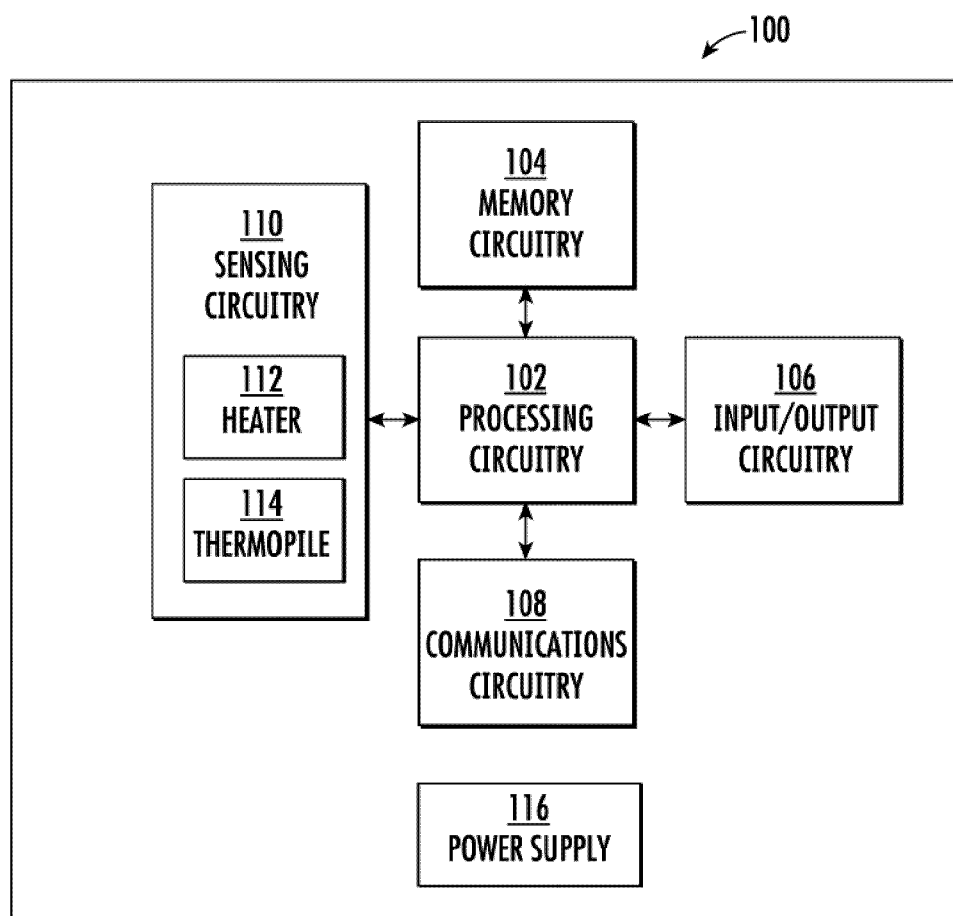 100
104
MEMORY
CIRCUITRY
110
SENSING
CIRCUITRY
112
HEATER
114
THERMOPILE
102
PROCESSING
CIRCUITRY
106
INPUT/OUTPUT
CIRCUITRY
108
COMMUNICATIONS
CIRCUITRY
116
POWER SUPPLY